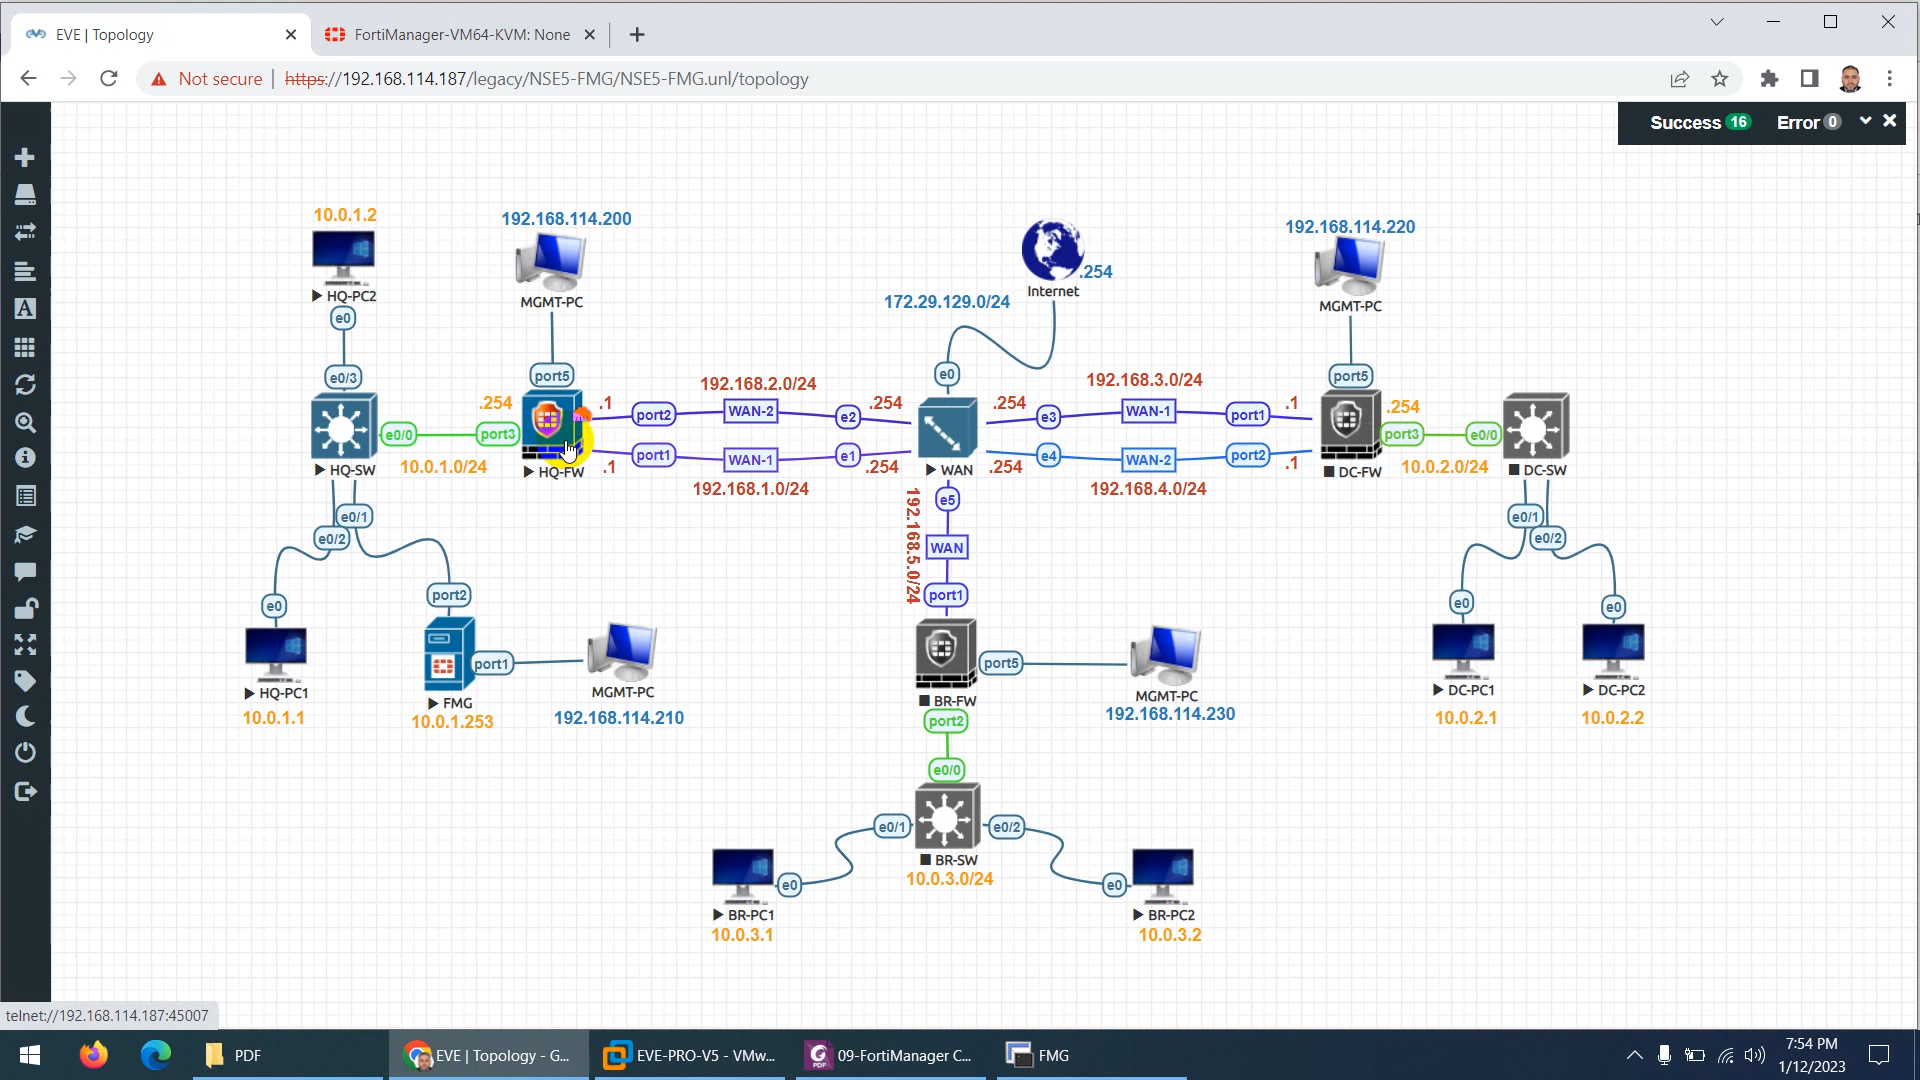 EVE | Topology
FortiManager-VM64-KVM: None
Not secure
https://192.168.114.187/legacy/NSE5-FMG/NSE5-FMG.unl/topology
Success 16 Error 0
10.0.1.2
HQ-PC2
e0
e0/3
192.168.114.200
MGMT-PC
port5
.254
Internet
172.29.129.0/24
e0
192.168.114.220
MGMT-PC
port5
.254
.1
192.168.2.0/24
port2
WAN-2
e2
.254
192.168.3.0/24
.254
e3
WAN-1
port1
.1
.254
e0/0
port3
port1
WAN-1
e1
e4
WAN-2
port2
port3
e0/0
HQ-SW
10.0.1.0/24
HQ-FW
.1
192.168.1.0/24
.254
WAN
.254
192.168.4.0/24
.1
DC-FW
10.0.2.0/24
DC-SW
e0/1
e0/2
e5
192.168.5.0/24
WAN
port1
e0/1
e0/2
e0
port2
e0
e0
port1
MGMT-PC
192.168.114.210
port5
MGMT-PC
192.168.114.230
HQ-PC1
10.0.1.1
FMG
10.0.1.253
BR-FW
port2
DC-PC1
10.0.2.1
DC-PC2
10.0.2.2
e0/0
e0/1
e0/2
BR-SW
10.0.3.0/24
e0
e0
BR-PC1
10.0.3.1
BR-PC2
10.0.3.2
telnet://192.168.114.187:45007
PDF
EVE | Topology - G...
EVE-PRO-V5 - VMw...
09-FortiManager C...
FMG
7:54 PM
1/12/2023